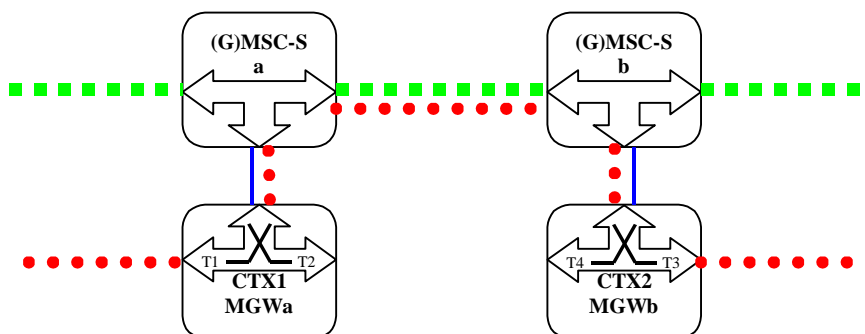 (G)MSC-S
a
(G)MSC-S
b
T1 T2
CTX1
MGWa
T4 T3
CTX2
MGWb